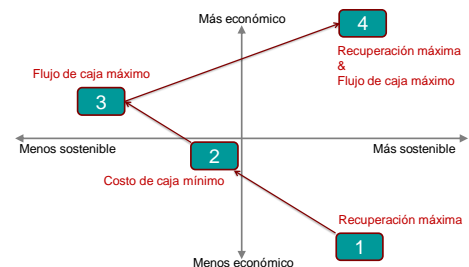 Más económico
4
Recuperación máxima
&
Flujo de caja máximo
Flujo de caja máximo
3
Menos sostenible
Más sostenible
2
Costo de caja mínimo
Recuperación máxima
1
Menos económico